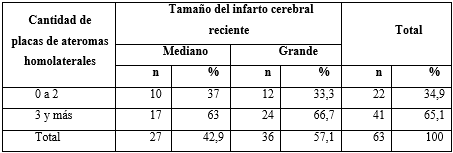 Cantidad de placas de ateromas homolaterales
Tamaño del infarto cerebral reciente
Total
Mediano
Grande
n % n % n %
0 a 2 10 37 12 33,3 22 34,9
3 y más 17 63 24 66,7 41 65,1
Total 27 42,9 36 57,1 63 100